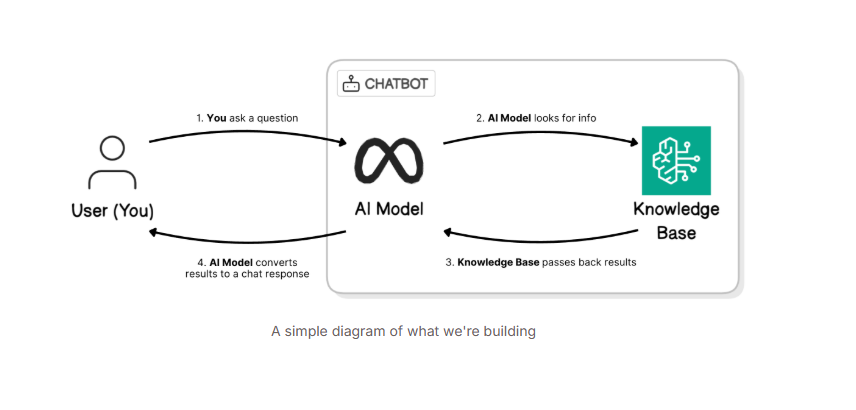 CHATBOT
1. You ask a question
2. AI Model looks for info
User (You)
AI Model
Knowledge
Base
4. AI Model converts
results to a chat response
3. Knowledge Base passes back results
A simple diagram of what we're building